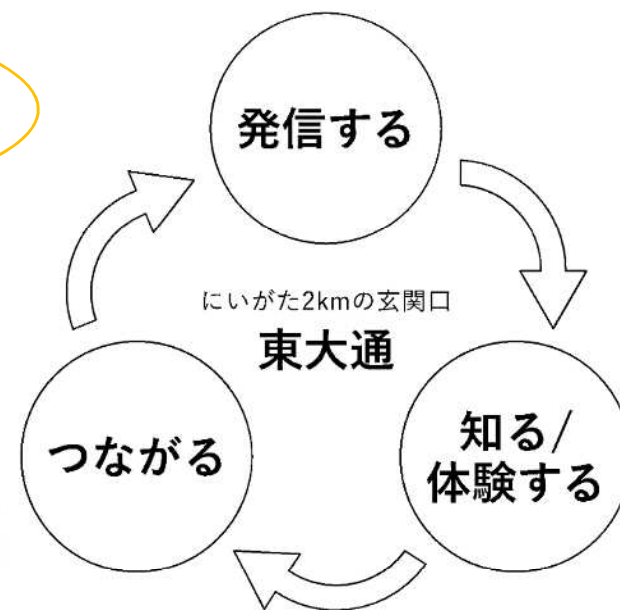 発信する
にいがた2kmの玄関口
東大通
つながる
知る/
体験する